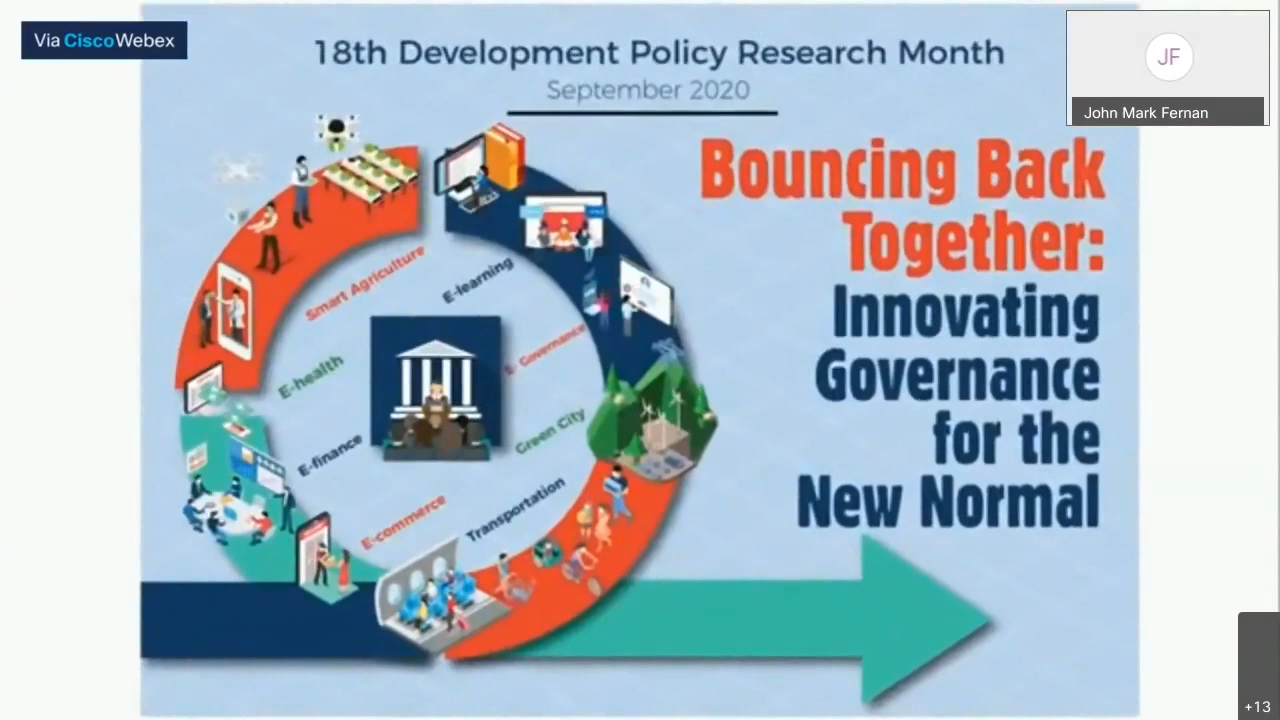 Via CiscoWebex
18th Development Policy Research Month
September 2020
JF
John Mark Fernan
Bouncing Back
Together:
Innovating
Governance
for the
New Normal
Smart Agriculture
E-learning
E- Governance
E-health
Green City
E-finance
E-commerce
Transportation
+13